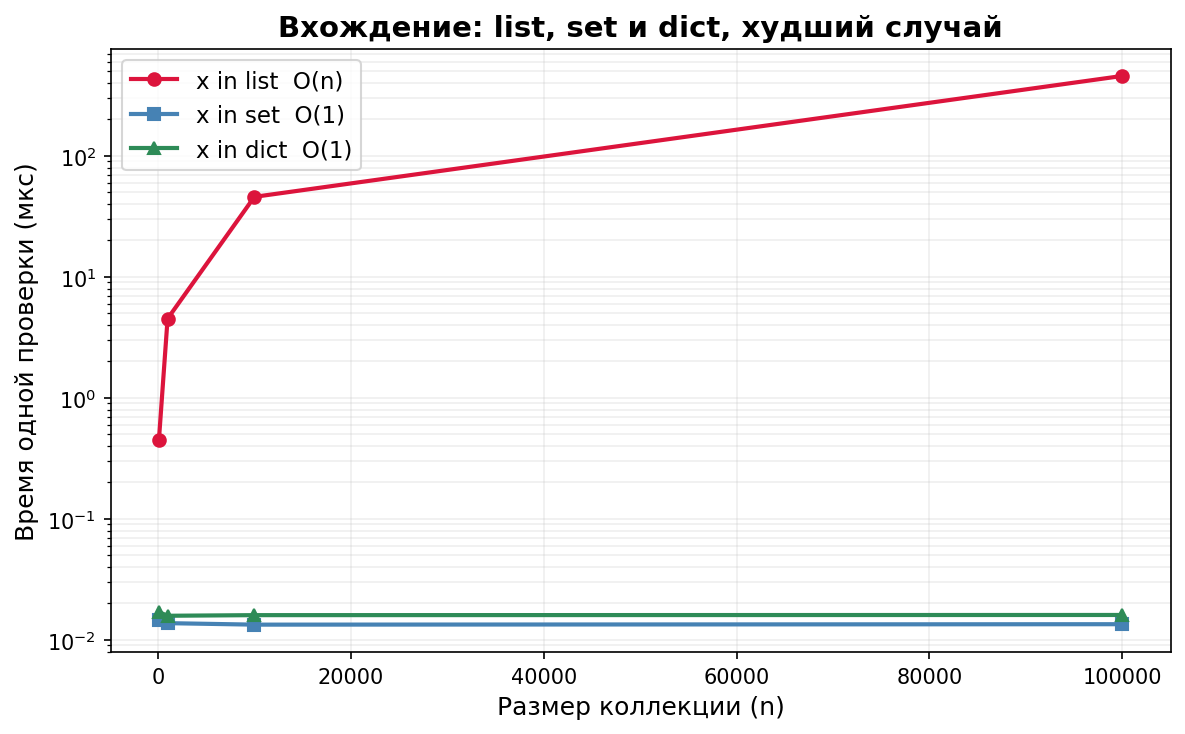 Вхождение: list, set и dict, худший случай
x in list  O(n)
x in set  O(1)
x in dict  O(1)
Время одной проверки (мкс)
10²
10¹
10⁰
10⁻¹
10⁻²
0 20000 40000 60000 80000 100000
Размер коллекции (n)